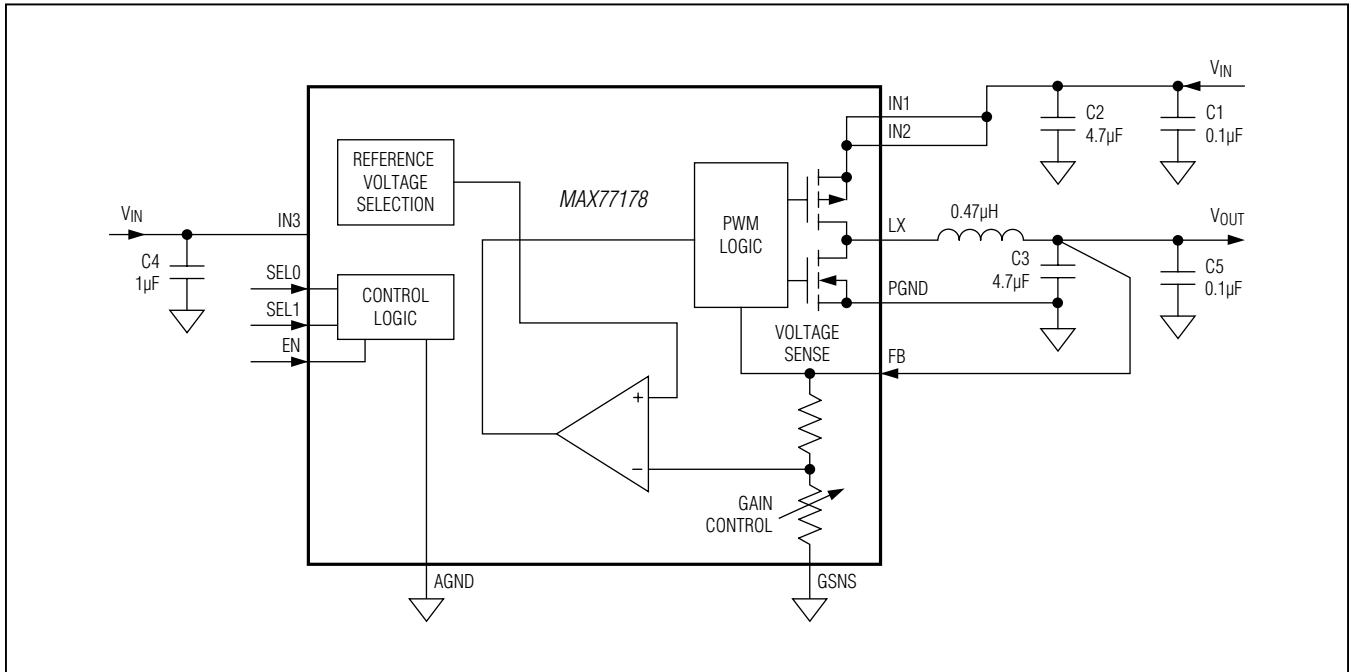 VIN
IN1
IN2
C2
4.7µF
C1
0.1µF
REFERENCE
VOLTAGE
SELECTION
MAX77178
PWM
LOGIC
VIN
IN3
C4
1µF
LX
0.47µH
VOUT
C3
4.7µF
C5
0.1µF
PGND
SEL0
SEL1
EN
CONTROL
LOGIC
VOLTAGE
SENSE
FB
+
−
GAIN
CONTROL
AGND
GSNS